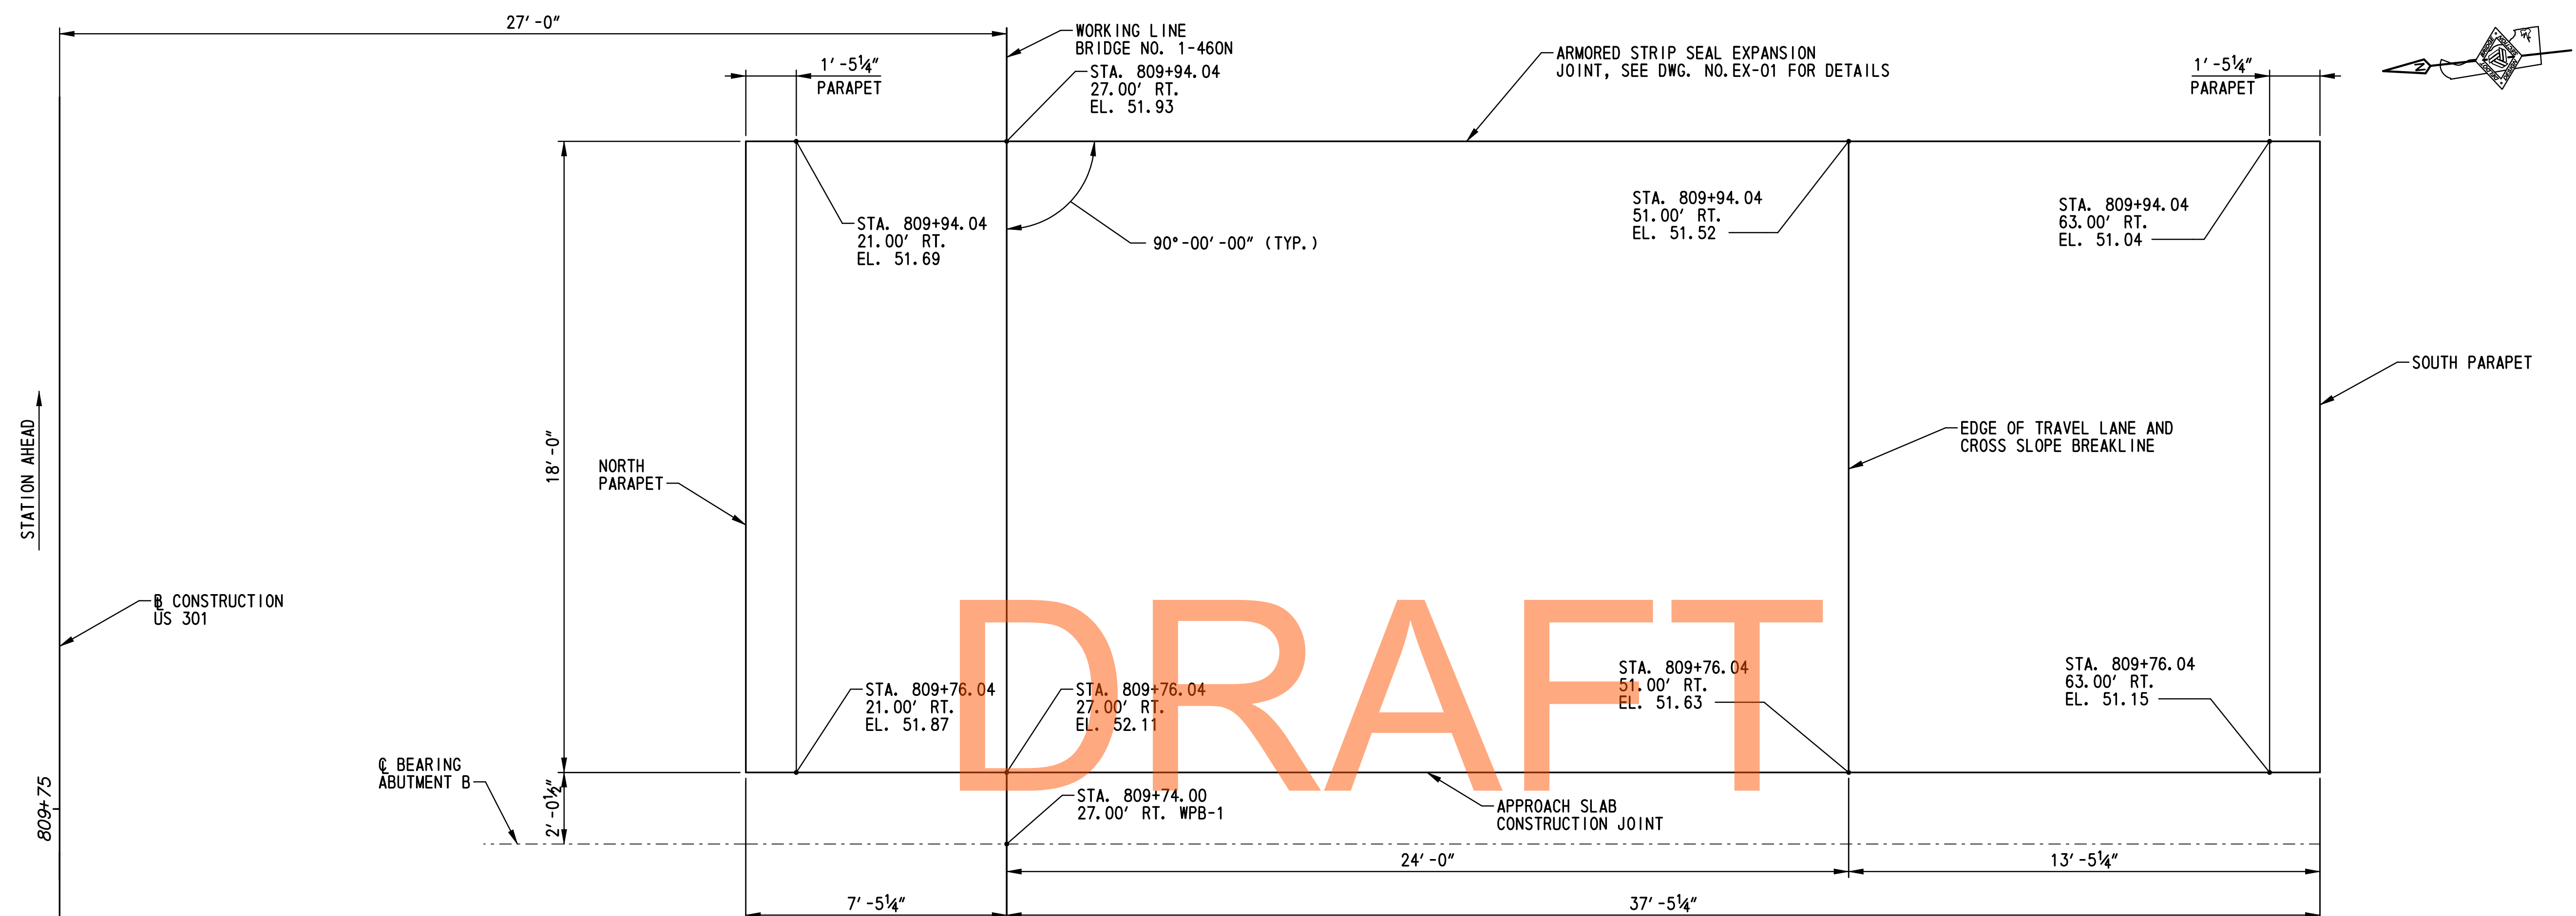 27'-0"
WORKING LINE
BRIDGE NO. 1-460N
STA. 809+94.04
27.00' RT.
EL. 51.93
1'-5¼"
PARAPET
ARMORED STRIP SEAL EXPANSION
JOINT, SEE DWG. NO.EX-01 FOR DETAILS
1'-5¼"
PARAPET
N
STA. 809+94.04
21.00' RT.
EL. 51.69
90°-00'-00" (TYP.)
STA. 809+94.04
51.00' RT.
EL. 51.52
STA. 809+94.04
63.00' RT.
EL. 51.04
SOUTH PARAPET
STATION AHEAD
18'-0"
NORTH
PARAPET
EDGE OF TRAVEL LANE AND
CROSS SLOPE BREAKLINE
BL CONSTRUCTION
US 301
DRAFT
STA. 809+76.04
21.00' RT.
EL. 51.87
STA. 809+76.04
27.00' RT.
EL. 52.11
STA. 809+76.04
51.00' RT.
EL. 51.63
STA. 809+76.04
63.00' RT.
EL. 51.15
809+75
CL BEARING
ABUTMENT B
2'-0½"
STA. 809+74.00
27.00' RT. WPB-1
APPROACH SLAB
CONSTRUCTION JOINT
24'-0"
13'-5¼"
7'-5¼"
37'-5¼"